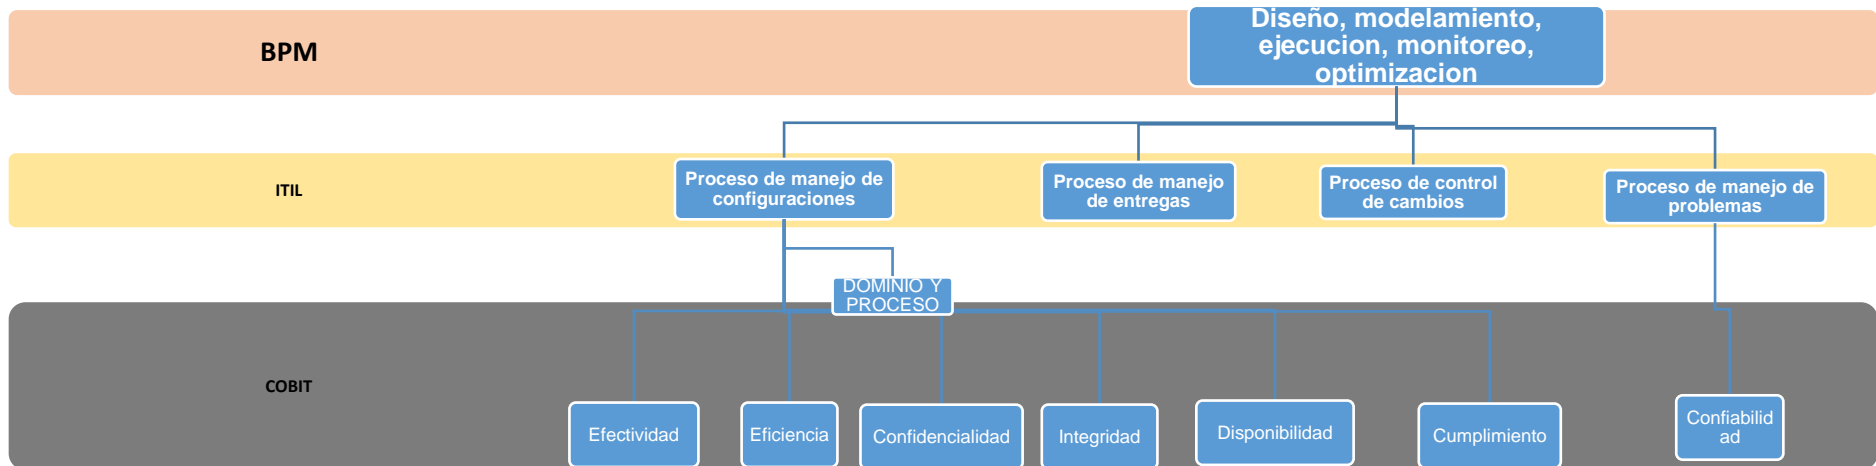 BPM
Diseño, modelamiento,
ejecucion, monitoreo,
optimizacion
ITIL
Proceso de manejo de
configuraciones
Proceso de manejo
de entregas
Proceso de control
de cambios
Proceso de manejo de
problemas
DOMINIO Y
PROCESO
COBIT
Efectividad
Eficiencia
Confidencialidad
Integridad
Disponibilidad
Cumplimiento
Confiabilid
ad